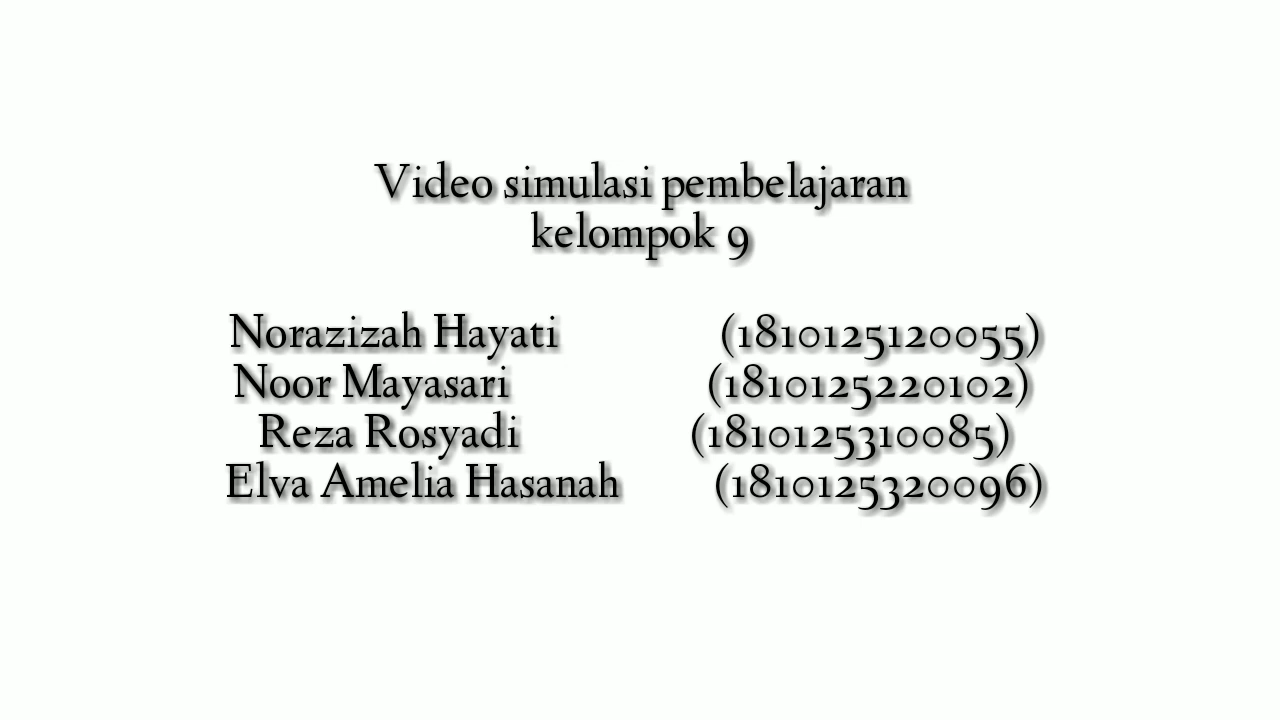 Video simulasi pembelajaran
kelompok 9
Norazizah Hayati (1810125120055)
Noor Mayasari (1810125220102)
Reza Rosyadi (1810125310085)
Elva Amelia Hasanah (1810125320096)